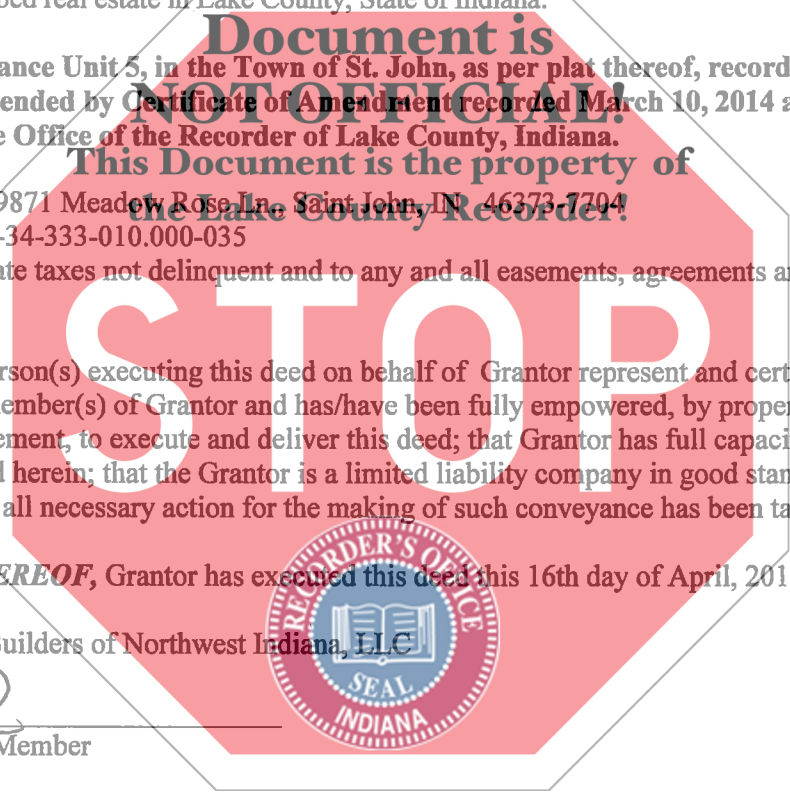 bed real estate in Lake County, State of Indiana.
Document is
ance Unit 5, in the Town of St. John, as per plat thereof, record
NOT OFFICIAL!
ended by Certificate of Amendment recorded March 10, 2014 a
e Office of the Recorder of Lake County, Indiana.
This Document is the property of
9871 Meadow Rose Ln., Saint John, IN 46373-7704
the Lake County Recorder!
-34-333-010.000-035
ate taxes not delinquent and to any and all easements, agreements a
STOP
rson(s) executing this deed on behalf of Grantor represent and cert
ember(s) of Grantor and has/have been fully empowered, by proper
ement, to execute and deliver this deed; that Grantor has full capaci
d herein; that the Grantor is a limited liability company in good stan
all necessary action for the making of such conveyance has been ta
EREOF, Grantor has executed this deed this 16th day of April, 201
RECORDER'S OFFICE
uilders of Northwest Indiana, LLC
SEAL
INDIANA
Member